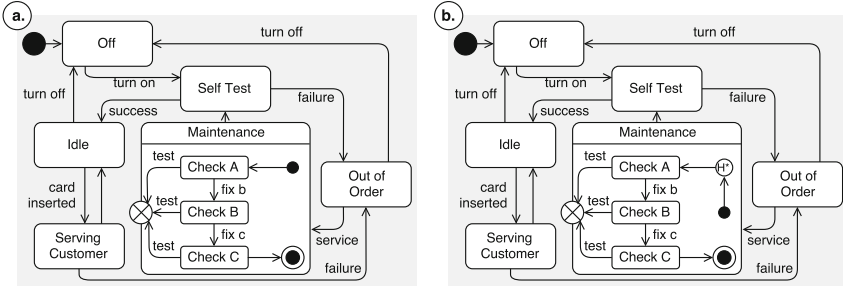 a.
Off
turn off
turn on
Self Test
turn off
success
failure
Maintenance
Idle
test
Check A
fix b
Out of
Order
card
inserted
test
Check B
fix c
Serving
Customer
test
Check C
service
failure
b.
Off
turn off
turn on
Self Test
turn off
success
failure
Maintenance
Idle
test
Check A
H*
fix b
Out of
Order
card
inserted
test
Check B
fix c
Serving
Customer
test
Check C
service
failure